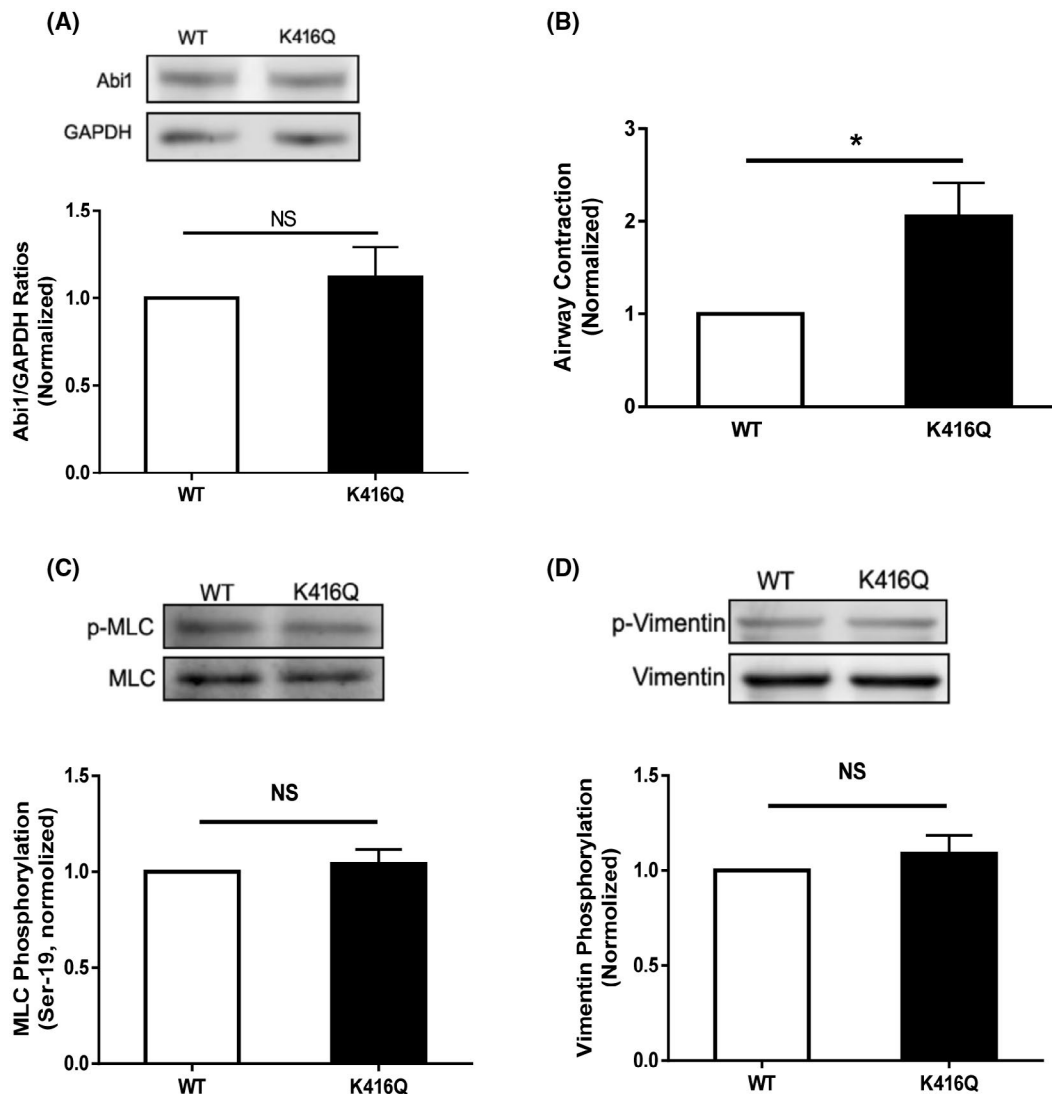 (A)
WT K416Q
Abi1
GAPDH
Abi1/GAPDH Ratios
(Normalized)
1.5
1.0
0.5
0.0
NS
WT K416Q
(B)
Airway Contraction
(Normalized)
3
2
1
0
*
WT K416Q
(C)
WT K416Q
p-MLC
MLC
MLC Phosphorylation
(Ser-19, normolized)
1.5
1.0
0.5
0.0
NS
WT K416Q
(D)
WT K416Q
p-Vimentin
Vimentin
Vimentin Phosphorylation
(Normolized)
1.5
1.0
0.5
0.0
NS
WT K416Q